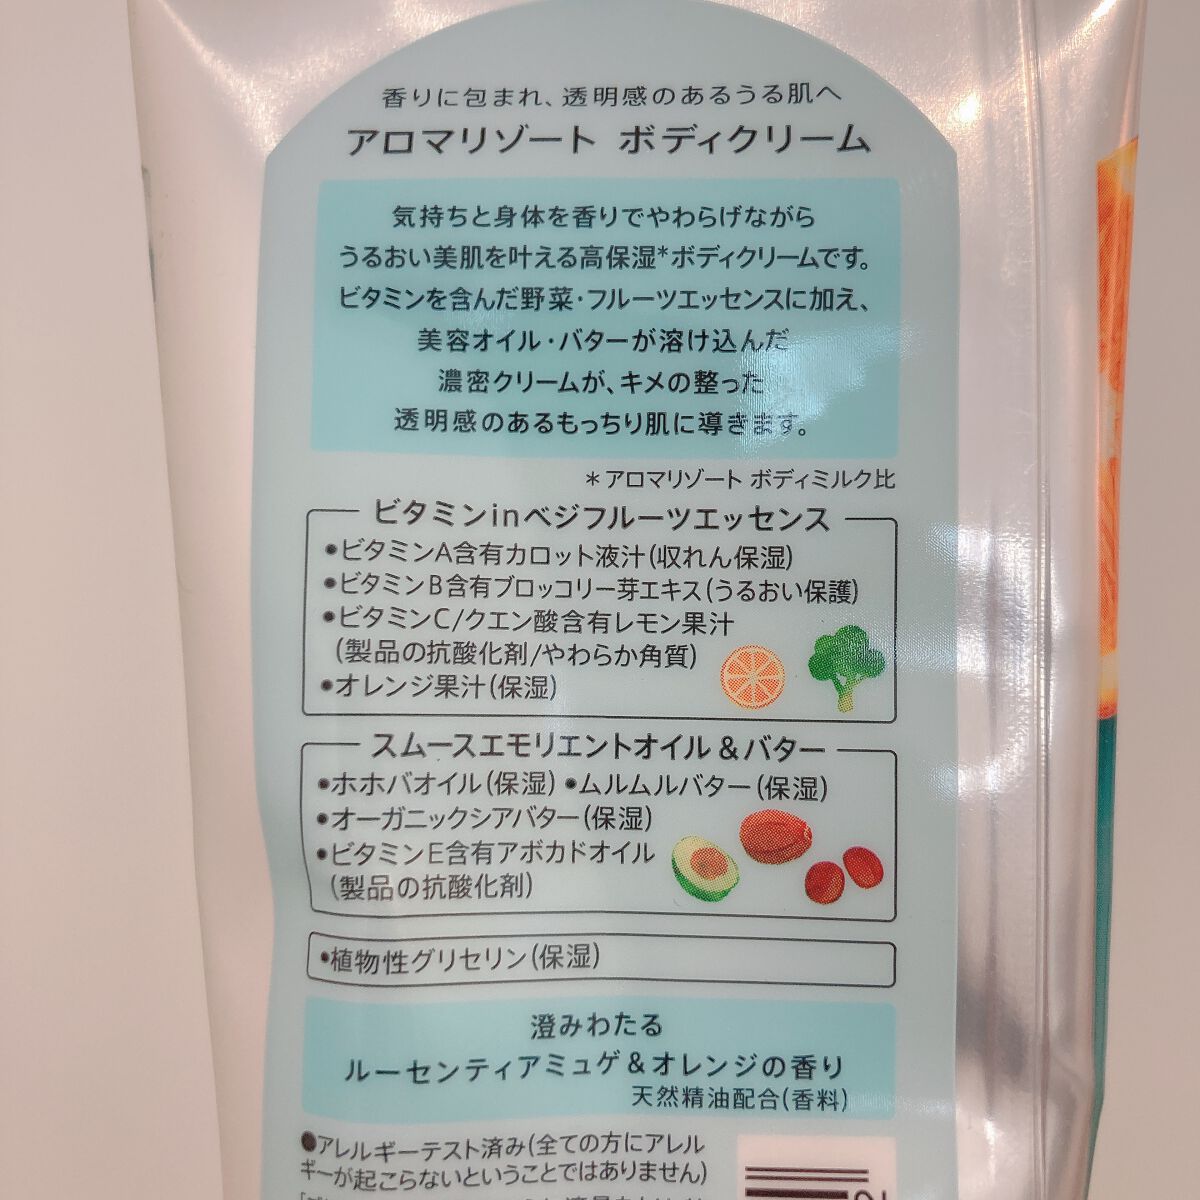 香りに包まれ、透明感のあるうる肌へ
アロマリゾート ボディクリーム
気持ちと身体を香りでやわらげながら
うるおい美肌を叶える高保湿*ボディクリームです。
ビタミンを含んだ野菜・フルーツエッセンスに加え、
美容オイル・バターが溶け込んだ
濃密クリームが、キメの整った
透明感のあるもっちり肌に導きます。
*アロマリゾート ボディミルク比
ビタミンinベジフルーツエッセンス
●ビタミンA含有カロット液汁(収れん保湿)
●ビタミンB含有ブロッコリー芽エキス(うるおい保護)
●ビタミンC/クエン酸含有レモン果汁
(製品の抗酸化剤/やわらか角質)
●オレンジ果汁(保湿)
スムースエモリエントオイル&バター
●ホホバオイル(保湿) ●ムルムルバター(保湿)
●オーガニックシアバター(保湿)
●ビタミンE含有アボカドオイル
(製品の抗酸化剤)
●植物性グリセリン(保湿)
澄みわたる
ルーセンティアミュゲ&オレンジの香り
天然精油配合(香料)
●アレルギーテスト済み(全ての方にアレル
ギーが起こらないということではありません)